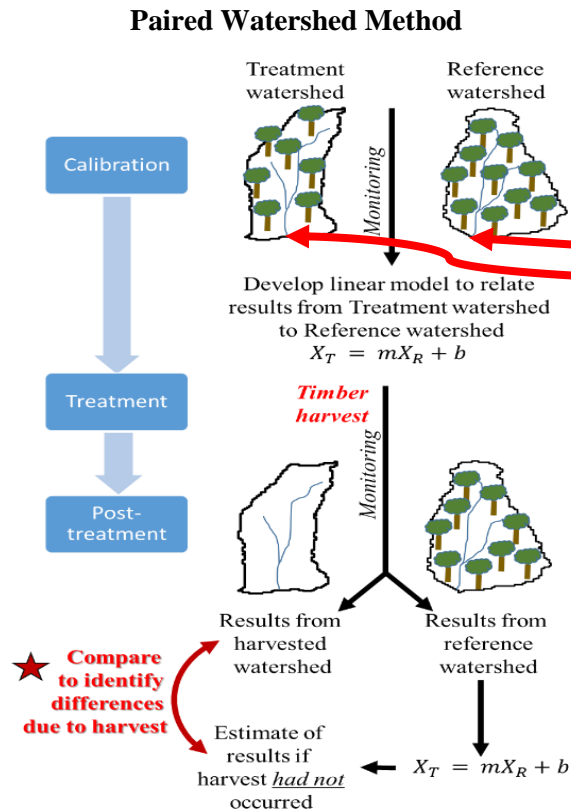 Paired Watershed Method
Treatment
watershed
Reference
watershed
Calibration
Monitoring
Develop linear model to relate
results from Treatment watershed
to Reference watershed
X_T = mX_R + b
Treatment
Timber
harvest
Monitoring
Post-
treatment
Results from
harvested
watershed
Results from
reference
watershed
Compare
to identify
differences
due to harvest
Estimate of
results if
harvest had not
occurred
X_T = mX_R + b